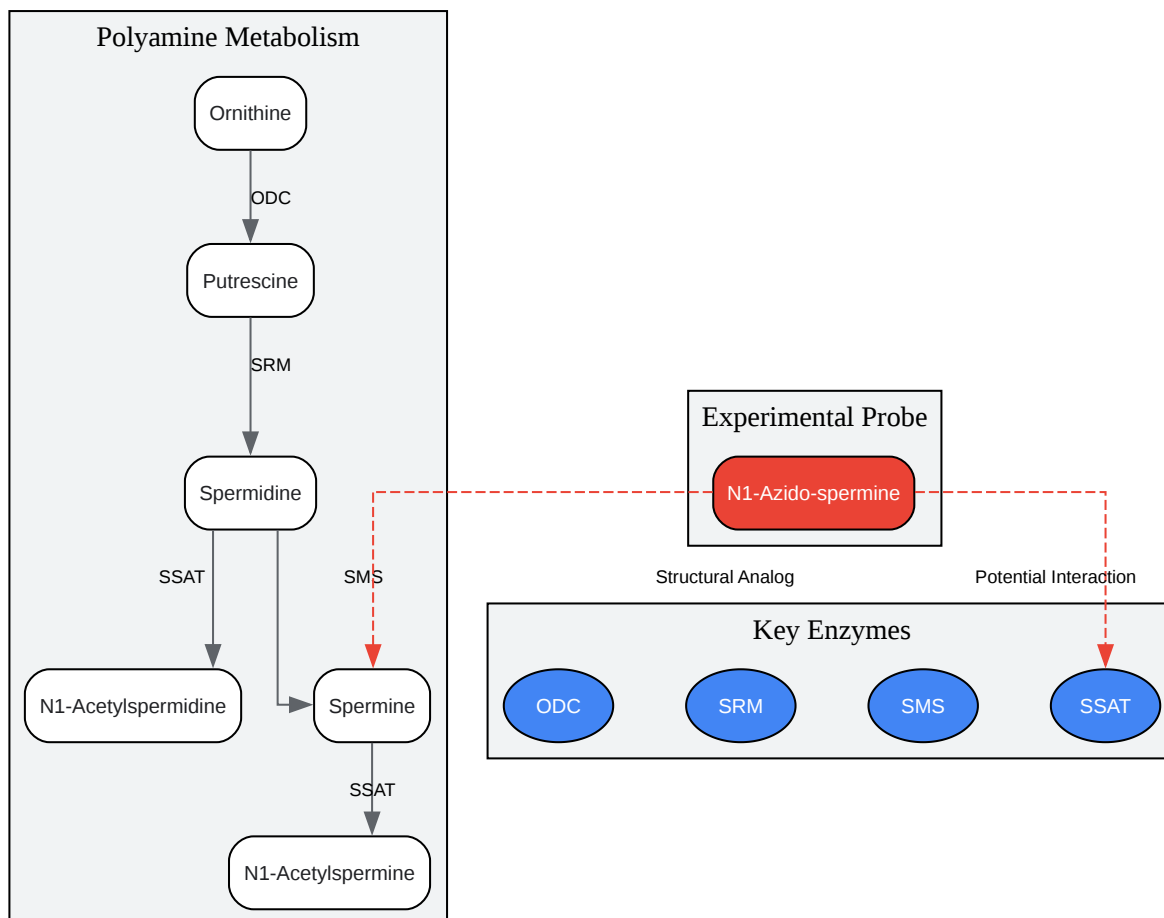 Polyamine Metabolism
Ornithine
ODC
Putrescine
SRM
Spermidine
SSAT
SMS
N1-Acetylspermidine
Spermine
SSAT
N1-Acetylspermine
Experimental Probe
N1-Azido-spermine
Structural Analog
Potential Interaction
Key Enzymes
ODC
SRM
SMS
SSAT